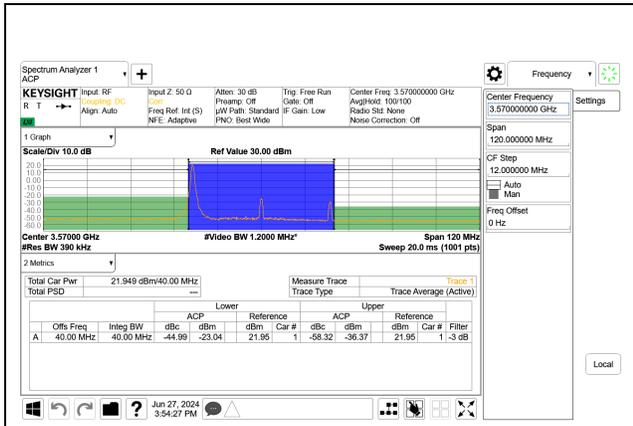 Spectrum Analyzer 1
ACP
Frequency
KEYSIGHT
R T
Input: RF
Coupling: DC
Align: Auto
Input Z: 50 Ω
Corr
Freq Ref: Int (S)
NFE: Adaptive
Atten: 30 dB
Preamp: Off
µW Path: Standard
PNO: Best Wide
Trig: Free Run
Gate: Off
IF Gain: Low
Center Freq: 3.570000000 GHz
Avg|Hold: 100/100
Radio Std: None
Noise Correction: Off
Center Frequency
3.570000000 GHz
Settings
Span
120.000000 MHz
CF Step
12.000000 MHz
Auto
Man
Freq Offset
0 Hz
1 Graph
Scale/Div 10.0 dB
Ref Value 30.00 dBm
20.0
10.0
0.00
-10.0
-20.0
-30.0
-40.0
-50.0
-60.0
Center 3.57000 GHz
#Video BW 1.2000 MHz*
Span 120 MHz
#Res BW 390 kHz
Sweep 20.0 ms (1001 pts)
2 Metrics
Total Car Pwr 21.949 dBm/40.00 MHz
Total PSD ---
Measure Trace Trace 1
Trace Type Trace Average (Active)
Lower Upper
ACP Reference ACP Reference
Offs Freq Integ BW dBc dBm dBm Car # dBc dBm dBm Car # Filter
A 40.00 MHz 40.00 MHz -44.99 -23.04 21.95 1 -58.32 -36.37 21.95 1 -3 dB
Local
?
Jun 27, 2024
3:54:27 PM